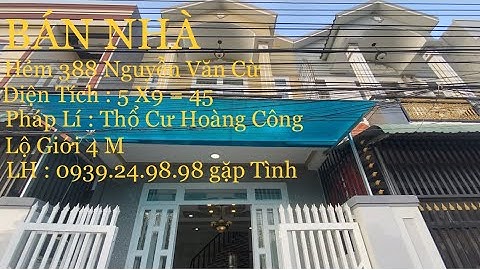 BÁN NHÀ
Hẻm 388 Nguyễn Văn Cừ
Diện Tích : 5 X9 = 45
Pháp Lí : Thổ Cư Hoàng Công
Lộ Giới 4 M
LH : 0939.24.98.98 gặp Tình